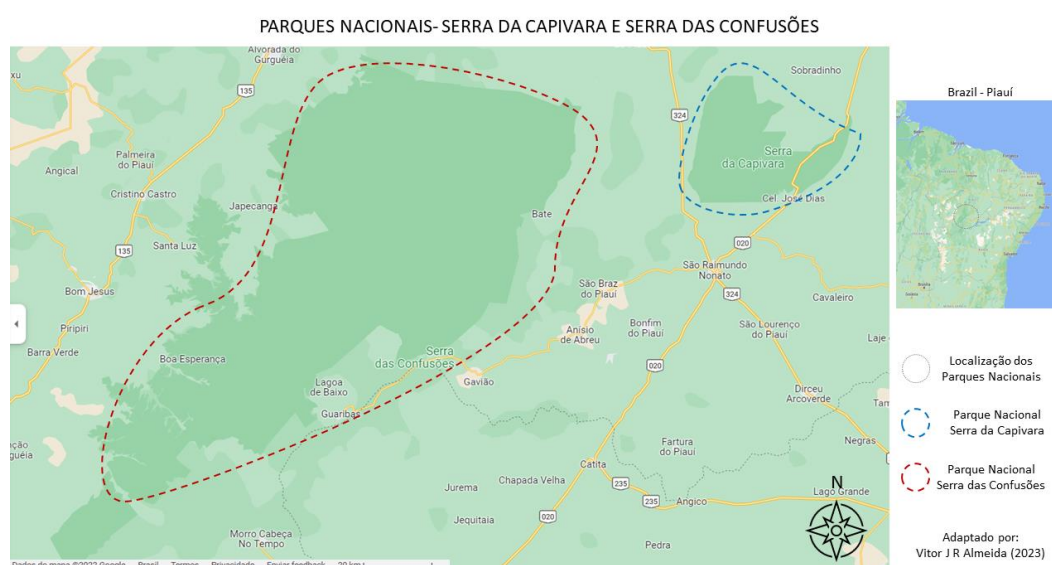 PARQUES NACIONAIS- SERRA DA CAPIVARA E SERRA DAS CONFUSÕES
Alvorada do
Gurguéia
Sobradinho
Brazil - Piauí
135
324
Palmeira
do Piauí
Angical
Cristino Castro
Japecanga
Serra
da Capivara
Cel. José Dias
Bate
135
Santa Luz
020
São Raimundo
Nonato
Bom Jesus
São Braz
do Piauí
324
Cavaleiro
Piripiri
Anísio
de Abreu
Bonfim
do Piauí
São Lourenço
do Piauí
Laje
Barra Verde
Boa Esperança
Serra
das Confusões
020
Localização dos
Parques Nacionais
Lagoa
de Baixo
Gavião
Dirceu
Arcoverde
Guaribas
Parque Nacional
Serra da Capivara
Fartura
do Piauí
Negras
Catita
Parque Nacional
Serra das Confusões
Jurema
Chapada Velha
235
235
Angico
N
Lago Grande
Jequitaia
020
Morro Cabeça
No Tempo
Pedra
Adaptado por:
Vitor J R Almeida (2023)